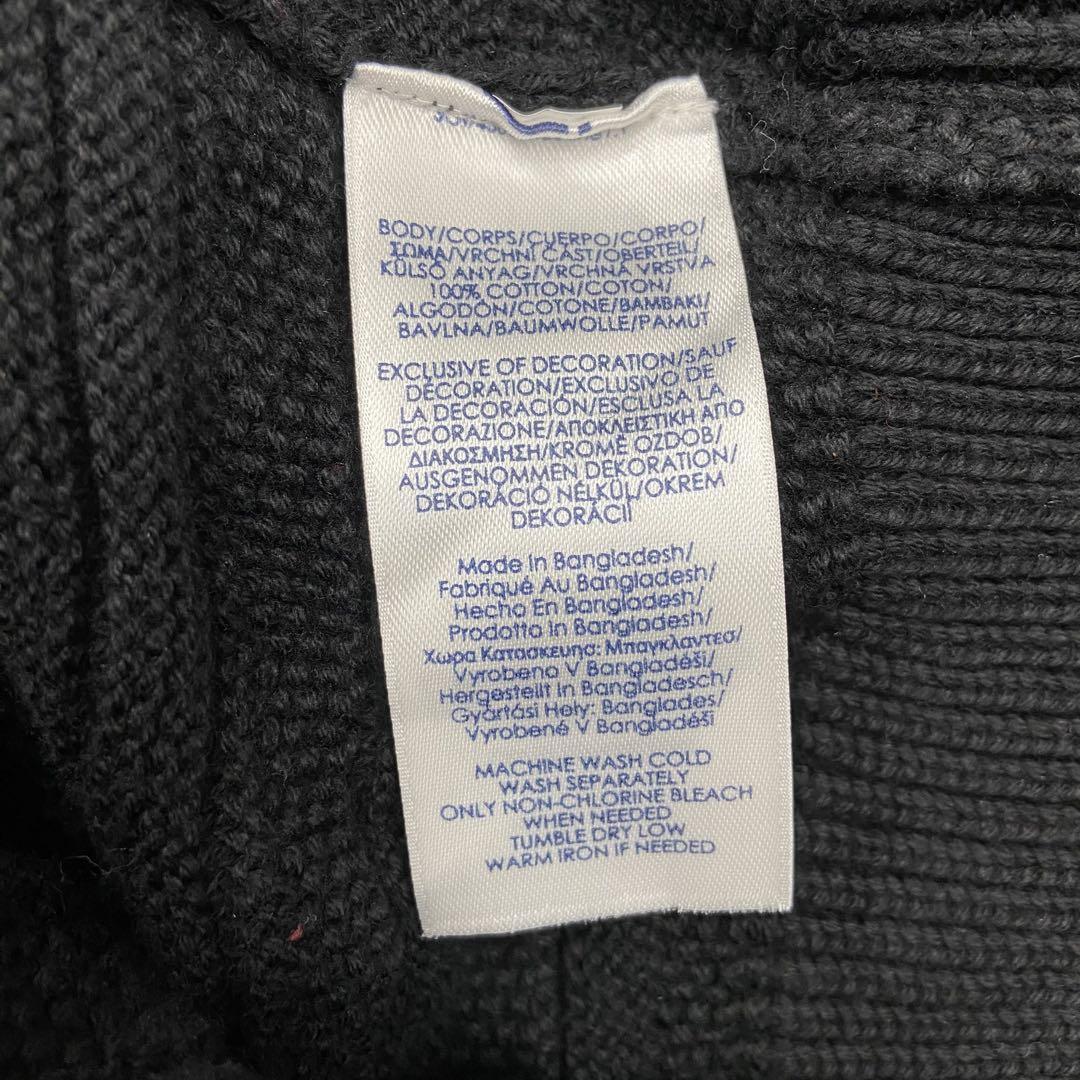 BODY/CORPS/CUERPO/CORPO/
ΣΩΜΑ/VRCHNÍ ČÁST/OBERTEIL/
KÜLSŐ ANYAG/VRCHNÁ VRSTVA
100% COTTON/COTON/
ALGODÓN/COTONE/BAMBAKI/
BAVLNA/BAUMWOLLE/PAMUT
EXCLUSIVE OF DECORATION/SAUF
DÉCORATION/EXCLUSIVO DE
LA DECORACIÓN/ESCLUSA LA
DECORAZIONE/ΑΠΟΚΛΕΙΣΤΙΚΗ ΑΠΟ
ΔΙΑΚΟΣΜΗΣΗ/KROMĚ OZDOB/
AUSGENOMMEN DEKORATION/
DEKORÁCIÓ NÉLKÜL/OKREM
DEKORÁCIÍ
Made In Bangladesh/
Fabriqué Au Bangladesh/
Hecho En Bangladesh/
Prodotto In Bangladesh/
Χωρα Κατασκευησ: Μπαγκλαντεσ/
Vyrobeno V Bangladéši/
Hergestellt in Bangladesch/
Gyártási Hely: Banglades/
Vyrobené V Bangladéši
MACHINE WASH COLD
WASH SEPARATELY
ONLY NON-CHLORINE BLEACH
WHEN NEEDED
TUMBLE DRY LOW
WARM IRON IF NEEDED